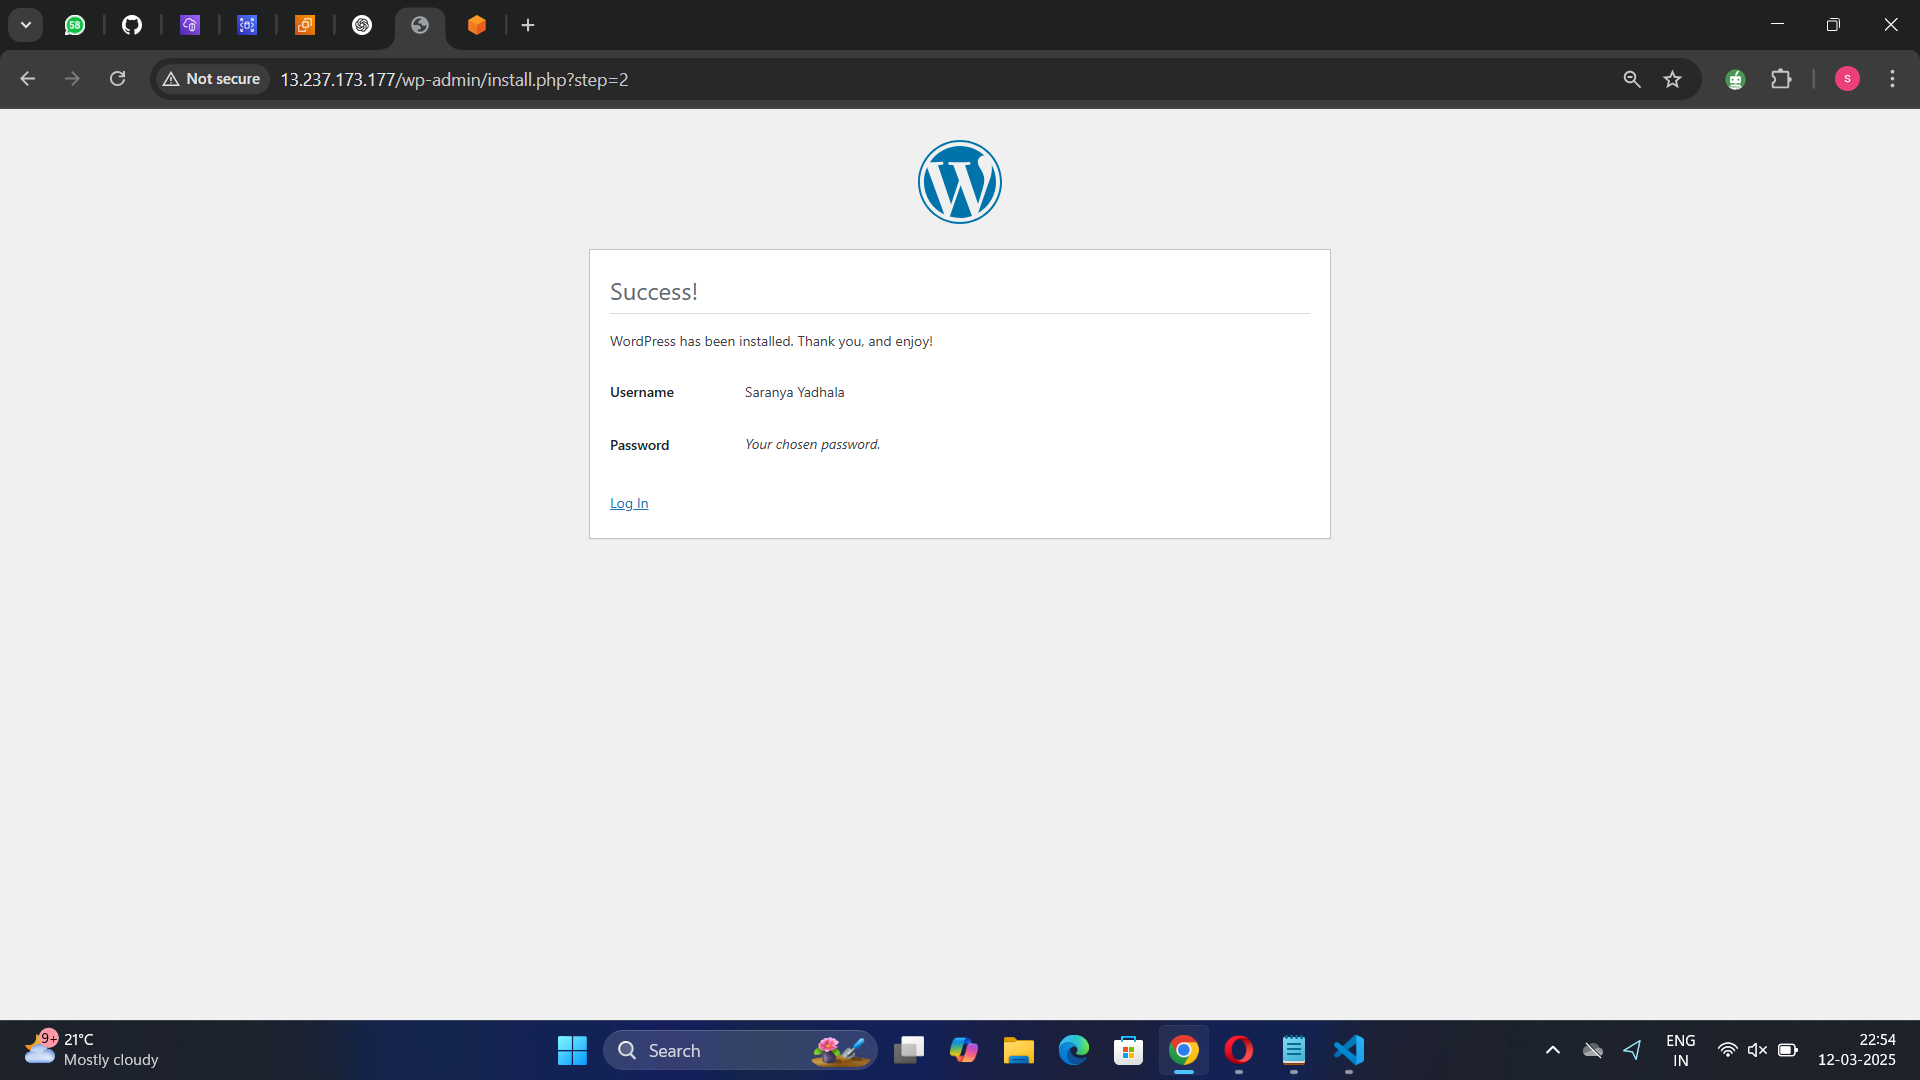 58
Not secure
13.237.173.177/wp-admin/install.php?step=2
S
W
Success!
WordPress has been installed. Thank you, and enjoy!
Username Saranya Yadhala
Password Your chosen password.
Log In
9+
21°C
Mostly cloudy
Search
ENG
IN
22:54
12-03-2025